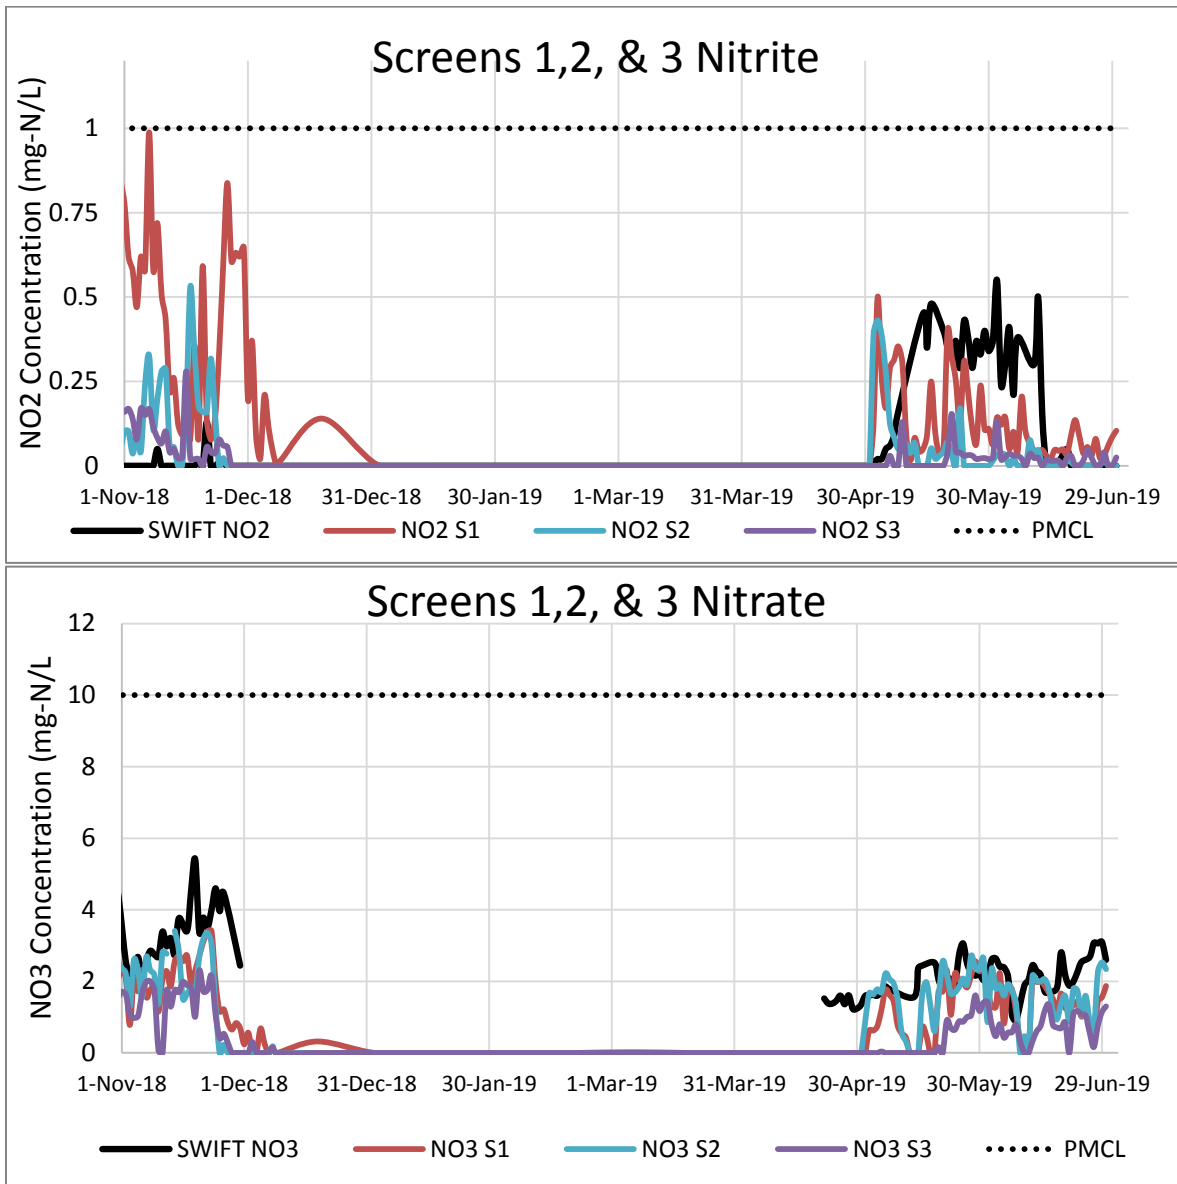 Screens 1,2, & 3 Nitrite
NO2 Concentration (mg-N/L)
1
0.75
0.5
0.25
0
1-Nov-18 1-Dec-18 31-Dec-18 30-Jan-19 1-Mar-19 31-Mar-19 30-Apr-19 30-May-19 29-Jun-19
SWIFT NO2 NO2 S1 NO2 S2 NO2 S3 PMCL
Screens 1,2, & 3 Nitrate
NO3 Concentration (mg-N/L
12
10
8
6
4
2
0
1-Nov-18 1-Dec-18 31-Dec-18 30-Jan-19 1-Mar-19 31-Mar-19 30-Apr-19 30-May-19 29-Jun-19
SWIFT NO3 NO3 S1 NO3 S2 NO3 S3 PMCL